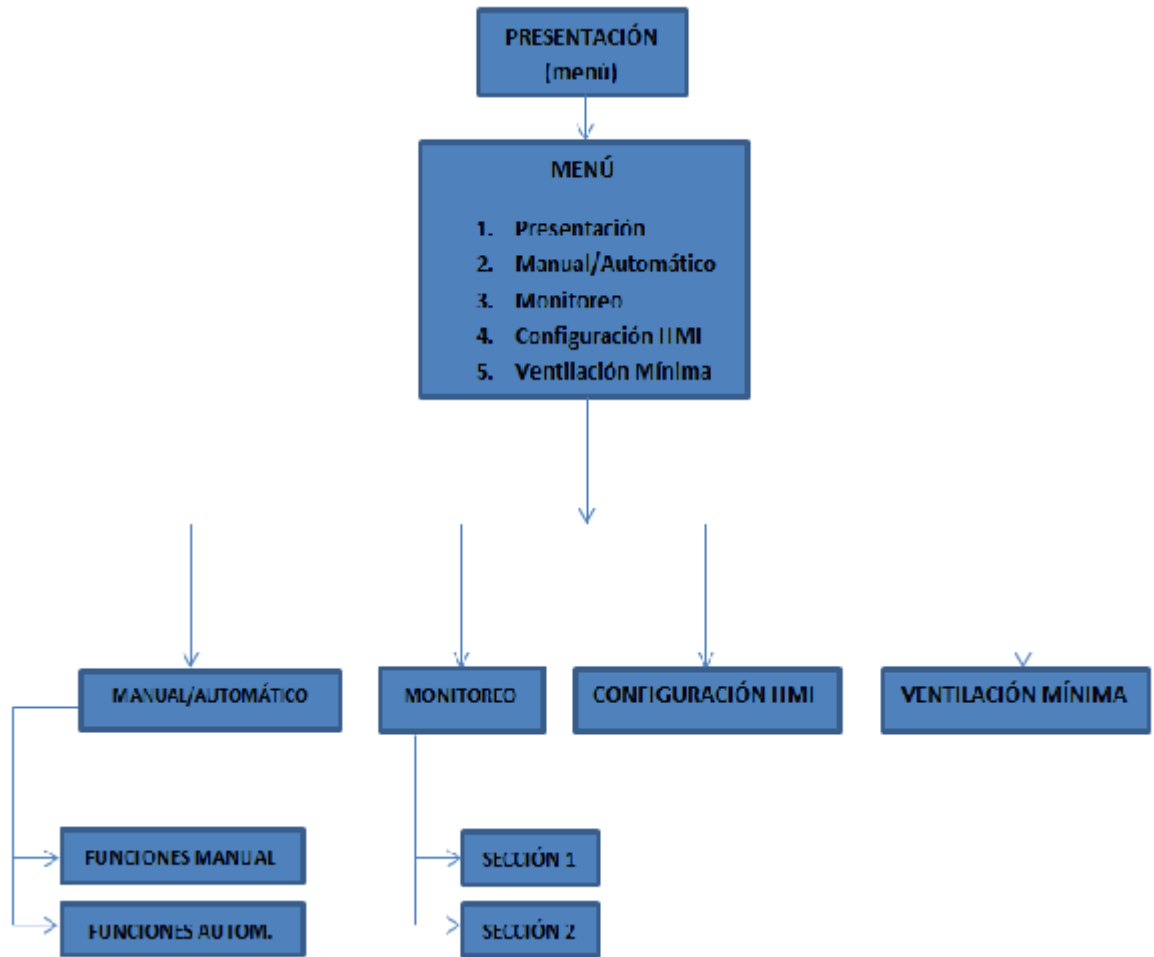 PRESENTACIÓN
(menú)
MENÚ
1. Presentación
2. Manual/Automático
3. Monitoreo
4. Configuración HMI
5. Ventilación Mínima
MANUAL/AUTOMÁTICO
MONITOREO
CONFIGURACIÓN HMI
VENTILACIÓN MÍNIMA
FUNCIONES MANUAL
SECCIÓN 1
FUNCIONES AUTOM.
SECCIÓN 2